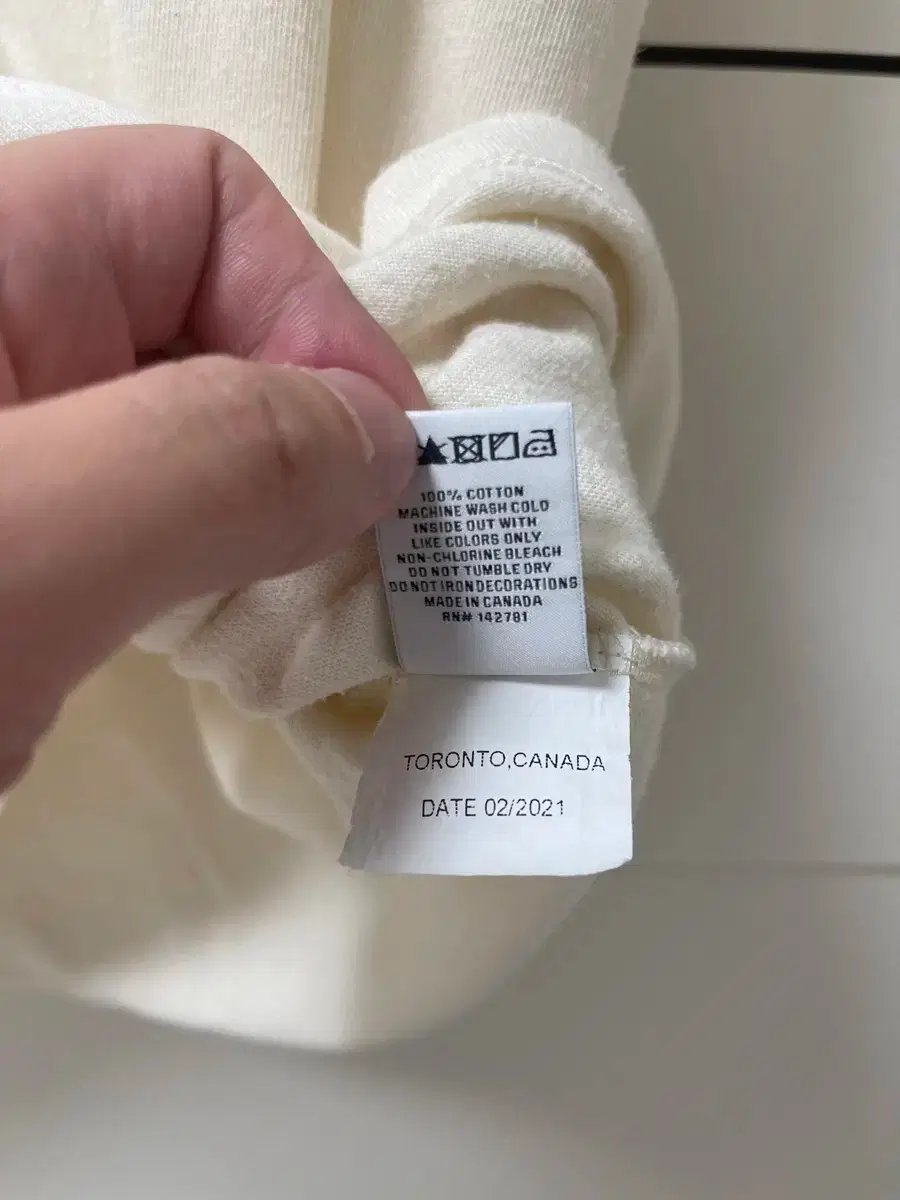 100% COTTON
MACHINE WASH COLD
INSIDE OUT WITH
LIKE COLORS ONLY
NON-CHLORINE BLEACH
DO NOT TUMBLE DRY
DO NOT IRON DECORATIONS
MADE IN CANADA
RN# 142781
TORONTO,CANADA
DATE 02/2021